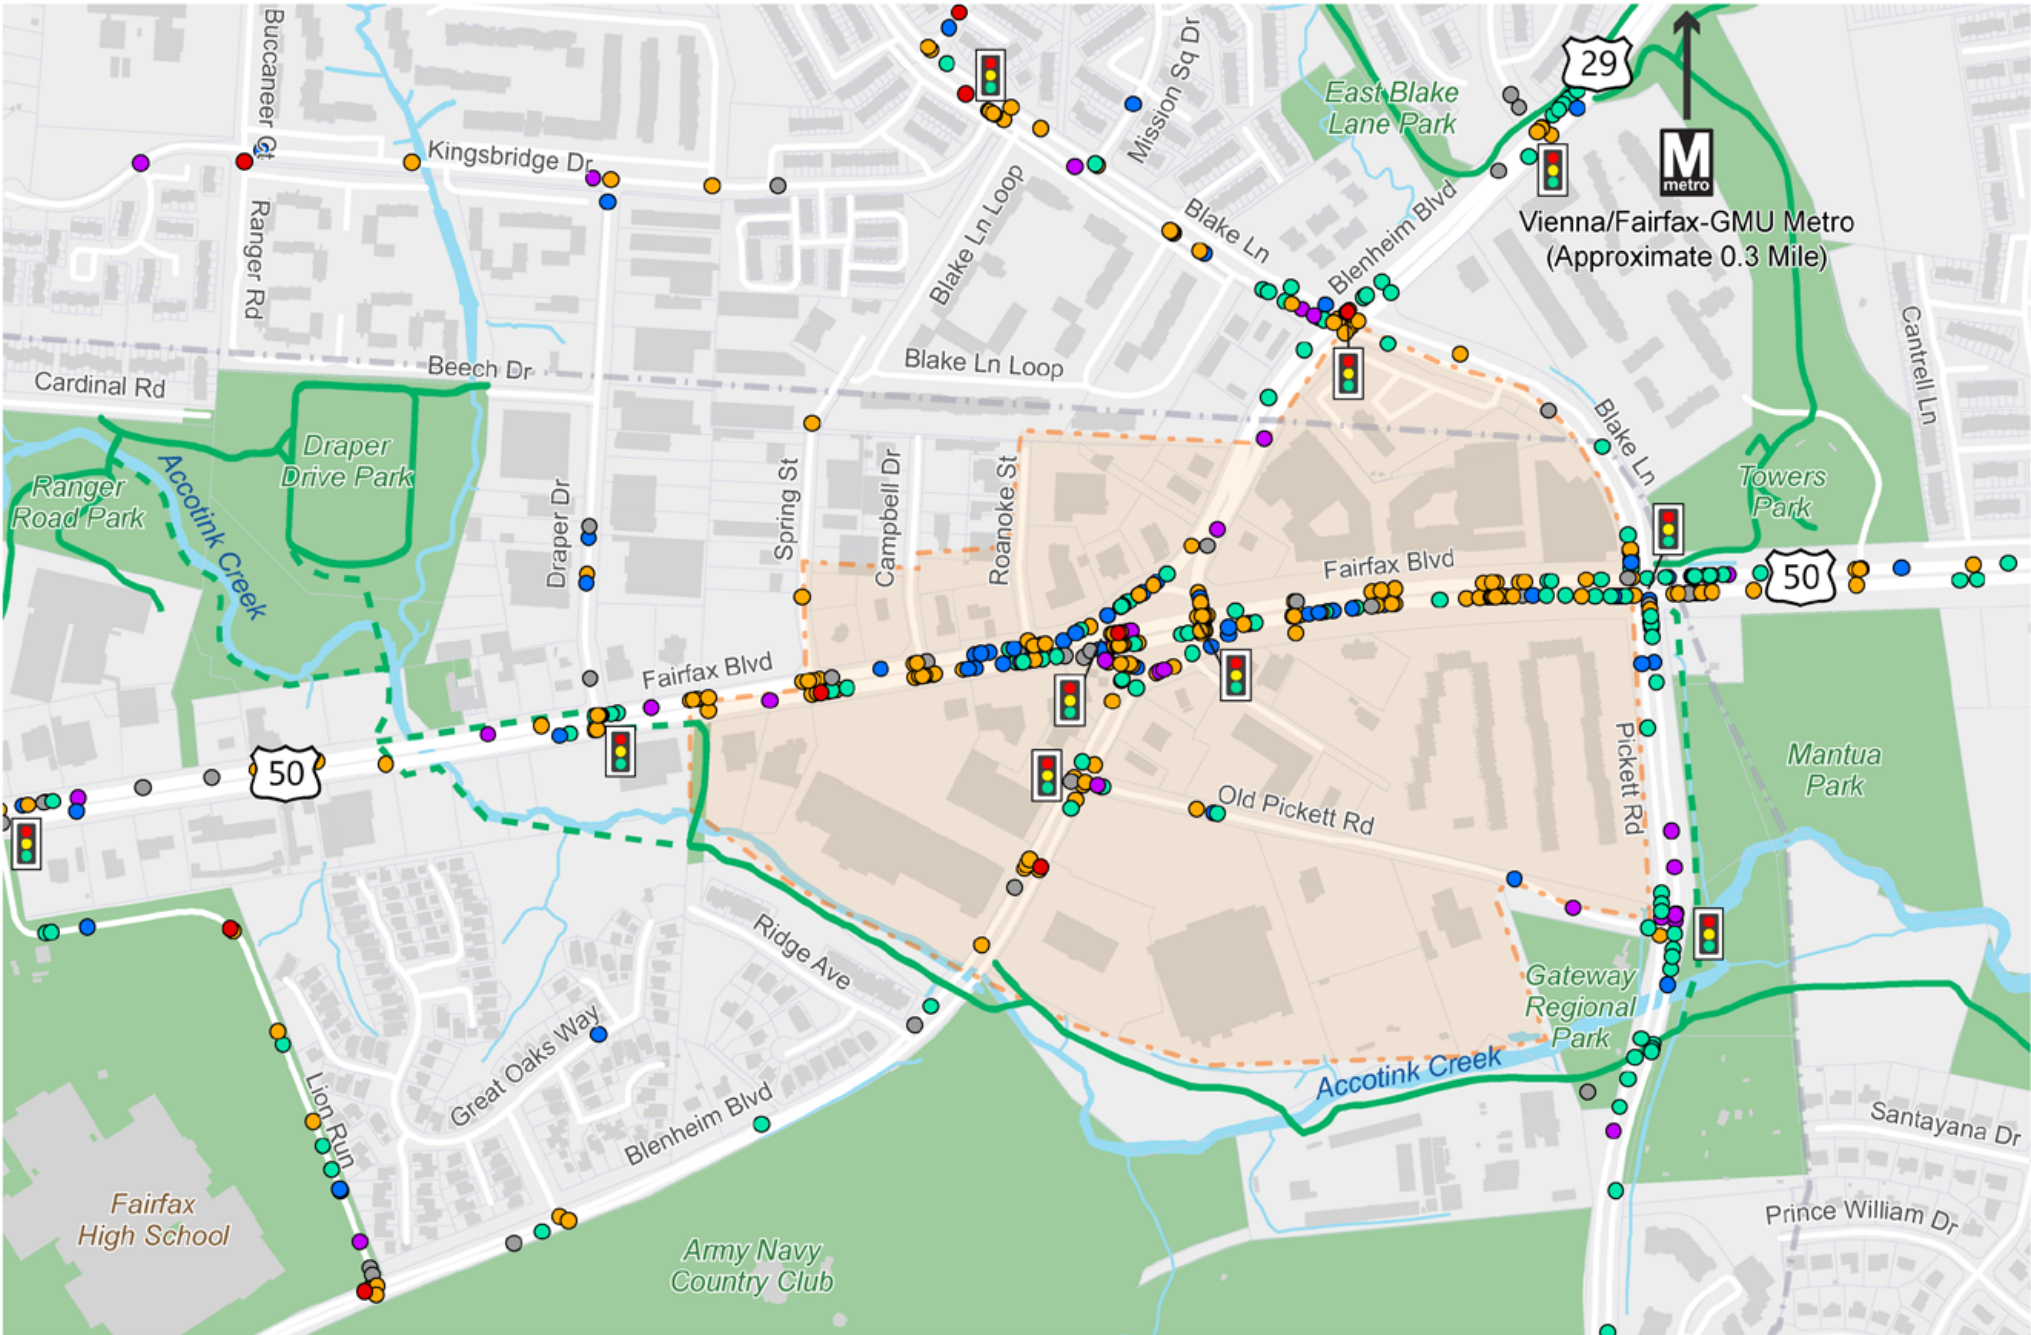 Buccaneer Ct
Mission Sq Dr
29
East Blake
Lane Park
M
metro
Kingsbridge Dr
Vienna/Fairfax-GMU Metro
(Approximate 0.3 Mile)
Ranger Rd
Blake Ln Loop
Blake Ln
Blenheim Blvd
Cantrell Ln
Cardinal Rd
Beech Dr
Blake Ln Loop
Blake Ln
Draper
Drive Park
Ranger
Road Park
Accotink Creek
Draper Dr
Spring St
Campbell Dr
Roanoke St
Towers
Park
Fairfax Blvd
50
Fairfax Blvd
50
Pickett Rd
Mantua
Park
Old Pickett Rd
Ridge Ave
Gateway
Regional
Park
Great Oaks Way
Accotink Creek
Lion Run
Blenheim Blvd
Santayana Dr
Fairfax
High School
Prince William Dr
Army Navy
Country Club